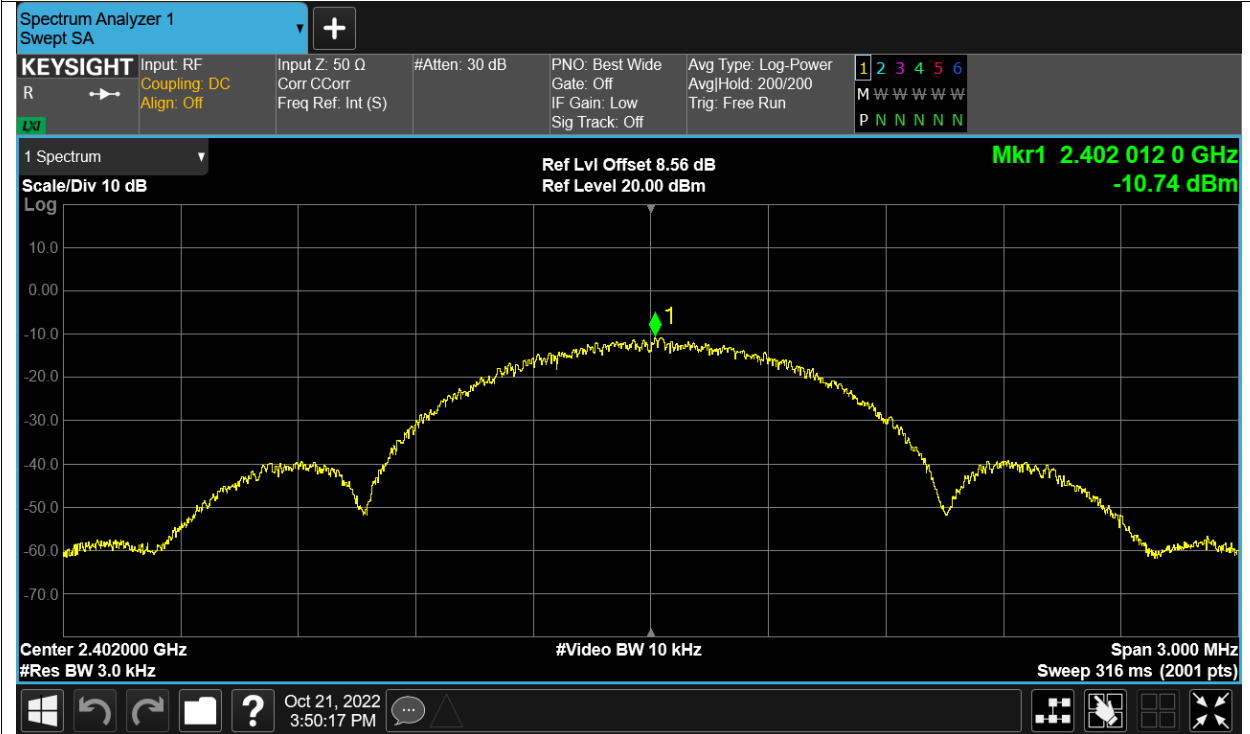 Spectrum Analyzer 1
Swept SA
▼
+
KEYSIGHT
R
LXI
Input: RF
Coupling: DC
Align: Off
Input Z: 50 Ω
Corr CCorr
Freq Ref: Int (S)
#Atten: 30 dB
PNO: Best Wide
Gate: Off
IF Gain: Low
Sig Track: Off
Avg Type: Log-Power
Avg|Hold: 200/200
Trig: Free Run
1 2 3 4 5 6
M W W W W W
P N N N N N
1 Spectrum ▼
Scale/Div 10 dB
Log
Ref Lvl Offset 8.56 dB
Ref Level 20.00 dBm
Mkr1 2.402 012 0 GHz
-10.74 dBm
10.0
0.00
-10.0
-20.0
-30.0
-40.0
-50.0
-60.0
-70.0
1
Center 2.402000 GHz
#Res BW 3.0 kHz
#Video BW 10 kHz
Span 3.000 MHz
Sweep 316 ms (2001 pts)
?
Oct 21, 2022
3:50:17 PM